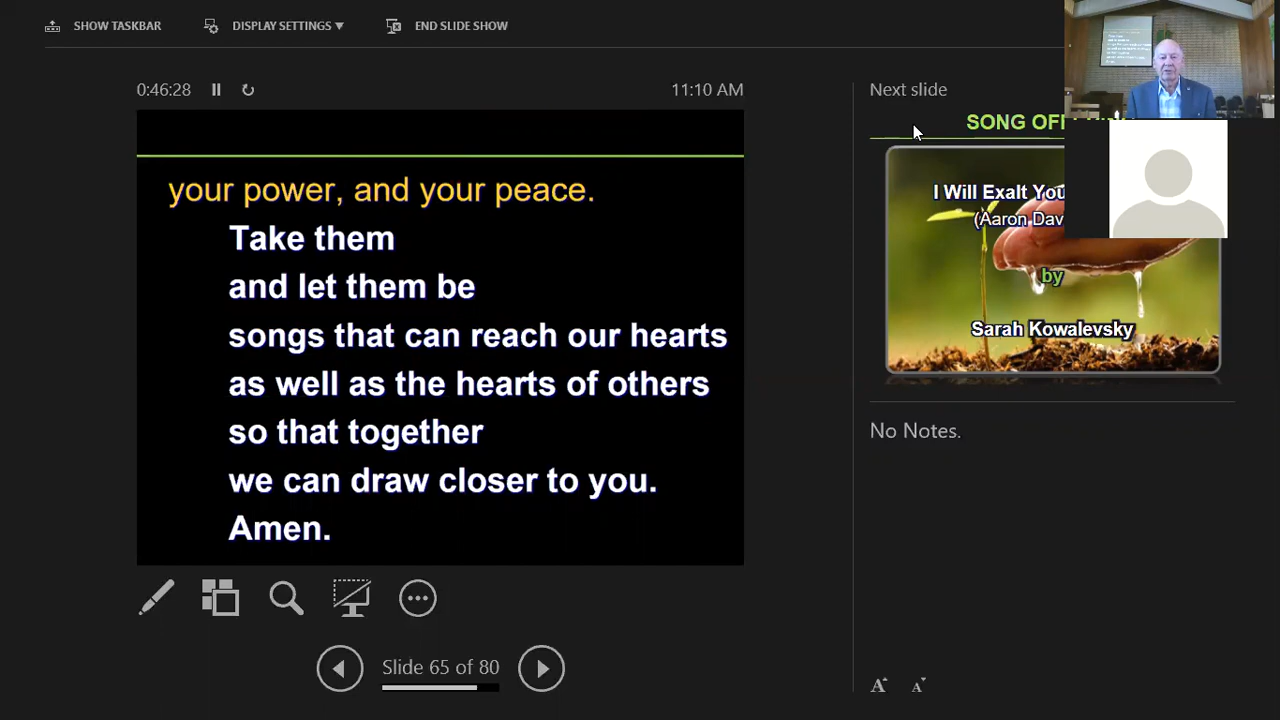 SHOW TASKBAR
DISPLAY SETTINGS ▼
END SLIDE SHOW
0:46:28
11:10 AM
your power, and your peace.
Take them
and let them be
songs that can reach our hearts
as well as the hearts of others
so that together
we can draw closer to you.
Amen.
Slide 65 of 80
Next slide
SONG OF
I Will Exalt You
(Aaron Dav
by
Sarah Kowalevsky
No Notes.
A A